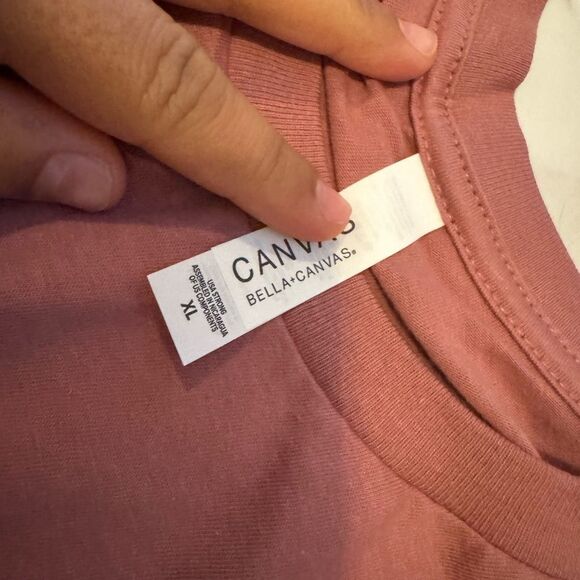 CANVAS
BELLA+CANVAS®
USA STRONG
ASSEMBLED IN NICARAGUA
OF US COMPONENTS
XL